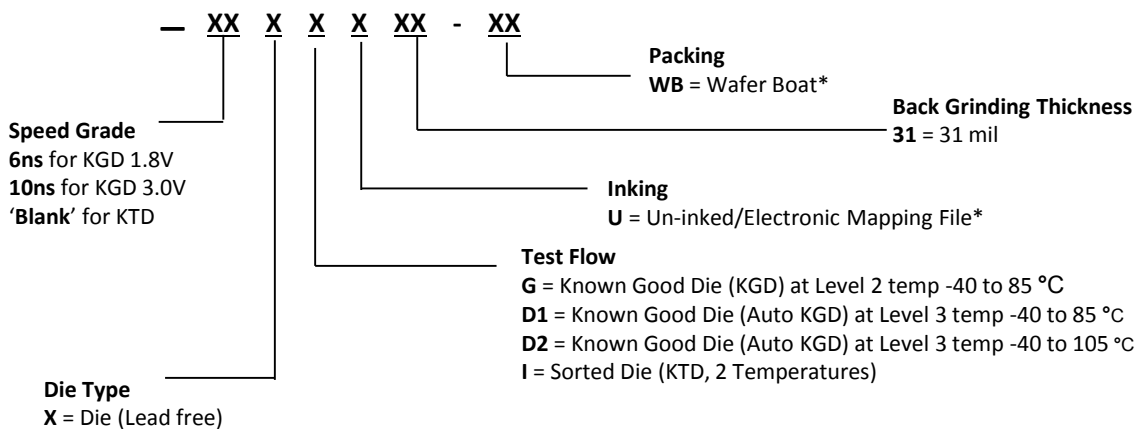 — XX X X X XX - XX
Packing
WB = Wafer Boat*
Back Grinding Thickness
31 = 31 mil
Speed Grade
6ns for KGD 1.8V
10ns for KGD 3.0V
‘Blank’ for KTD
Inking
U = Un-inked/Electronic Mapping File*
Test Flow
G = Known Good Die (KGD) at Level 2 temp -40 to 85 °C
D1 = Known Good Die (Auto KGD) at Level 3 temp -40 to 85 °C
D2 = Known Good Die (Auto KGD) at Level 3 temp -40 to 105 °C
I = Sorted Die (KTD, 2 Temperatures)
Die Type
X = Die (Lead free)